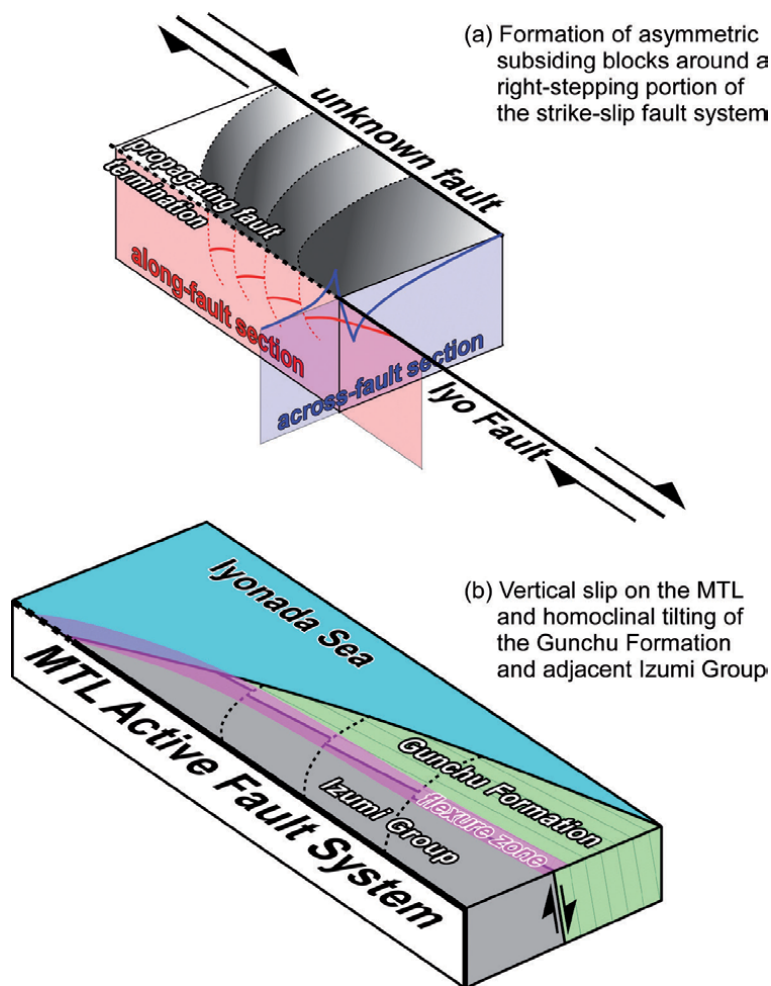 (a) Formation of asymmetric
subsiding blocks around a
right-stepping portion of
the strike-slip fault system
unknown fault
propagating fault
termination
along-fault section
across-fault section
Iyo Fault
(b) Vertical slip on the MTL
and homoclinal tilting of
the Gunchu Formation
and adjacent Izumi Group
Iyonada Sea
MTL Active Fault System
Gunchu Formation
flexure zone
Izumi Group